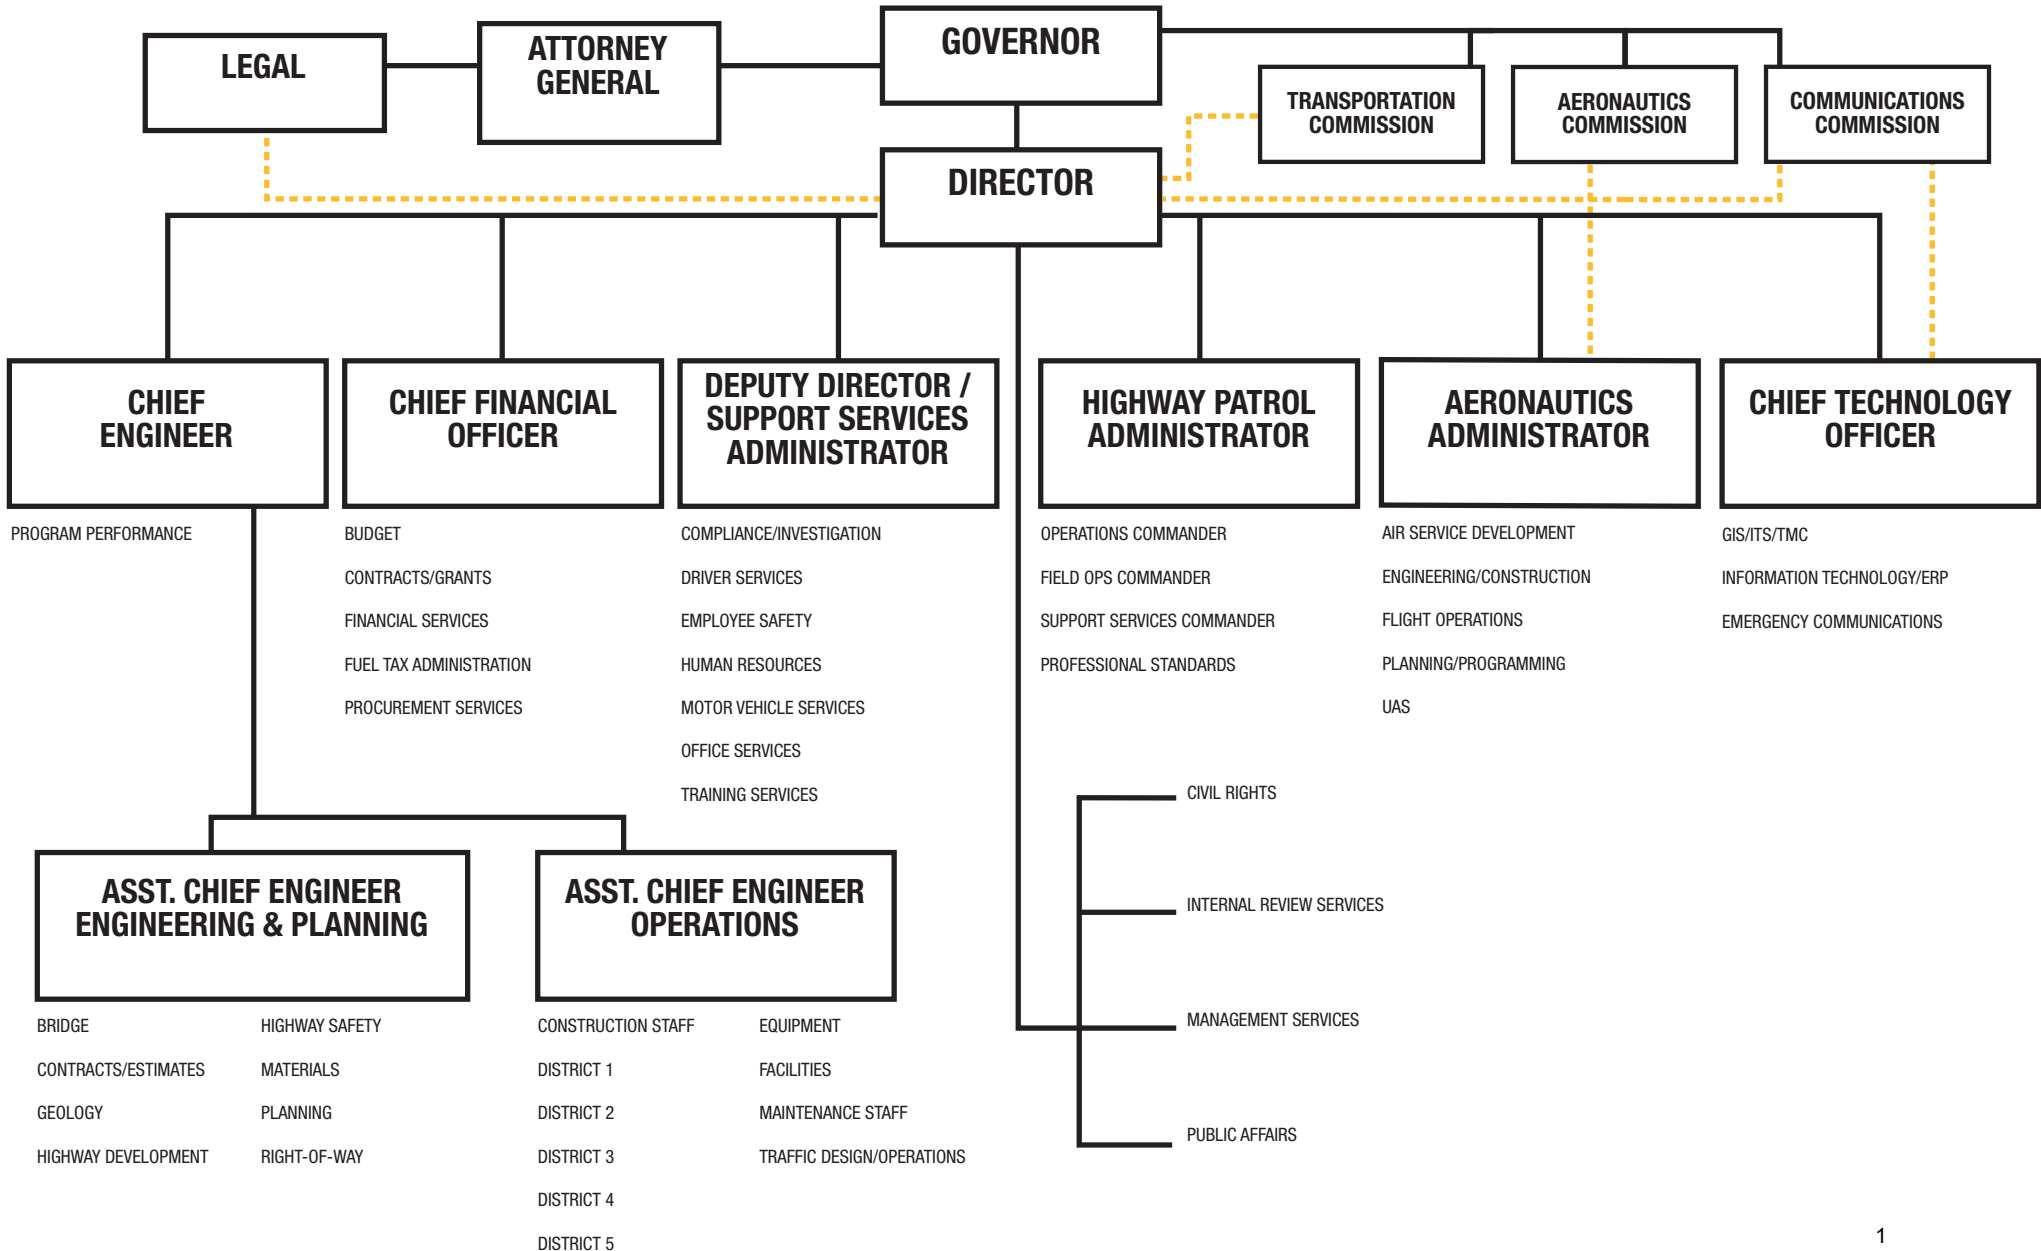 LEGAL
ATTORNEY
GENERAL
GOVERNOR
TRANSPORTATION
COMMISSION
AERONAUTICS
COMMISSION
COMMUNICATIONS
COMMISSION
DIRECTOR
CHIEF
ENGINEER
PROGRAM PERFORMANCE
CHIEF FINANCIAL
OFFICER
BUDGET
CONTRACTS/GRANTS
FINANCIAL SERVICES
FUEL TAX ADMINISTRATION
PROCUREMENT SERVICES
DEPUTY DIRECTOR /
SUPPORT SERVICES
ADMINISTRATOR
COMPLIANCE/INVESTIGATION
DRIVER SERVICES
EMPLOYEE SAFETY
HUMAN RESOURCES
MOTOR VEHICLE SERVICES
OFFICE SERVICES
TRAINING SERVICES
HIGHWAY PATROL
ADMINISTRATOR
OPERATIONS COMMANDER
FIELD OPS COMMANDER
SUPPORT SERVICES COMMANDER
PROFESSIONAL STANDARDS
AERONAUTICS
ADMINISTRATOR
AIR SERVICE DEVELOPMENT
ENGINEERING/CONSTRUCTION
FLIGHT OPERATIONS
PLANNING/PROGRAMMING
UAS
CHIEF TECHNOLOGY
OFFICER
GIS/ITS/TMC
INFORMATION TECHNOLOGY/ERP
EMERGENCY COMMUNICATIONS
ASST. CHIEF ENGINEER
ENGINEERING & PLANNING
BRIDGE
CONTRACTS/ESTIMATES
GEOLOGY
HIGHWAY DEVELOPMENT
HIGHWAY SAFETY
MATERIALS
PLANNING
RIGHT-OF-WAY
ASST. CHIEF ENGINEER
OPERATIONS
CONSTRUCTION STAFF
DISTRICT 1
DISTRICT 2
DISTRICT 3
DISTRICT 4
DISTRICT 5
EQUIPMENT
FACILITIES
MAINTENANCE STAFF
TRAFFIC DESIGN/OPERATIONS
CIVIL RIGHTS
INTERNAL REVIEW SERVICES
MANAGEMENT SERVICES
PUBLIC AFFAIRS
1